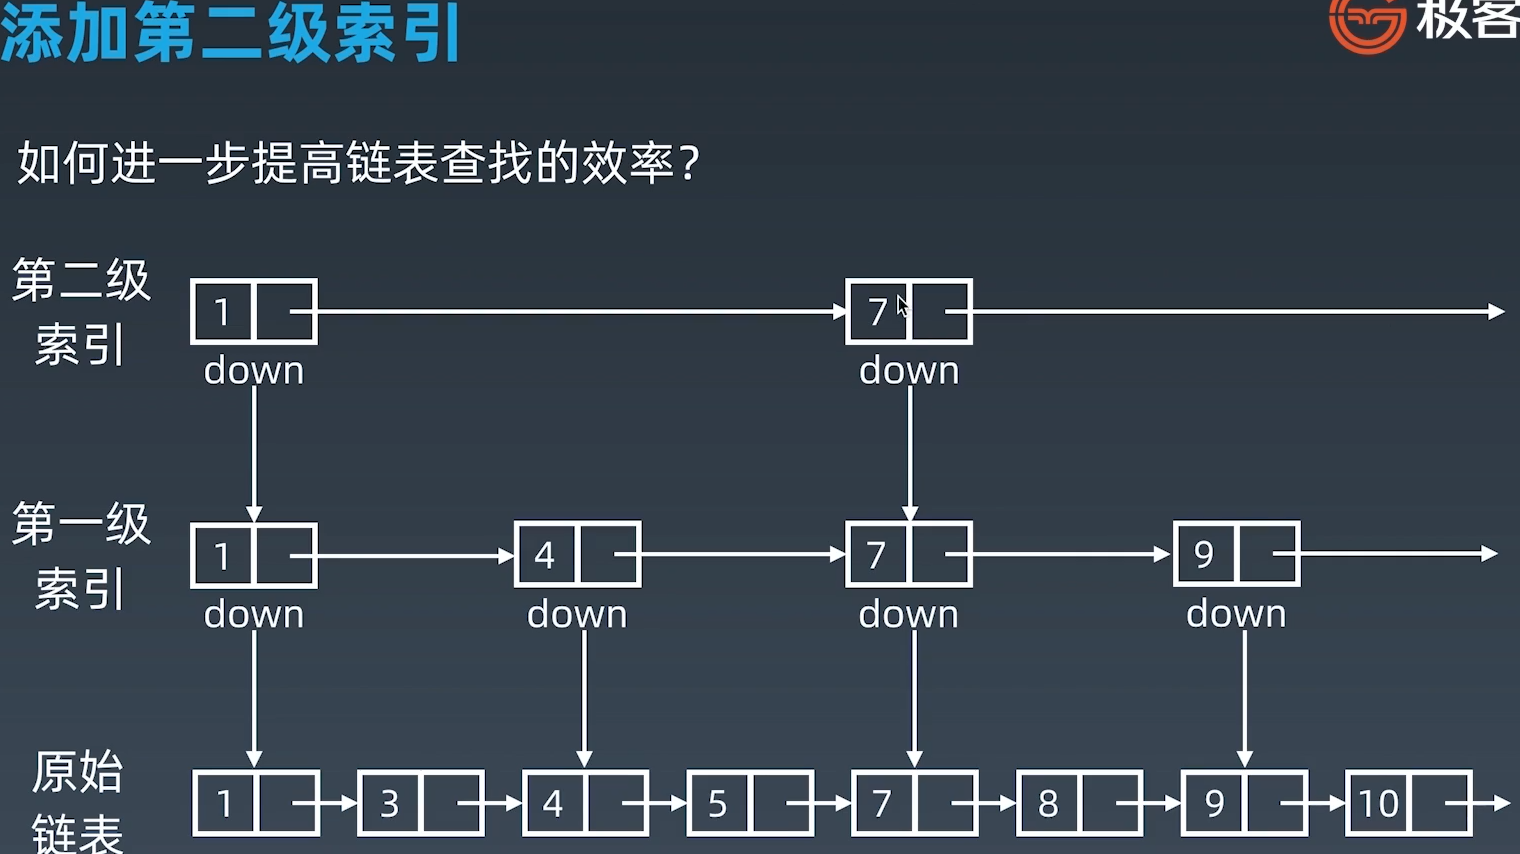 添加第二级索引
极客
如何进一步提高链表查找的效率？
第二级
索引
1
7
down
down
第一级
索引
1
4
7
9
down
down
down
down
原始
链表
1
3
4
5
7
8
9
10